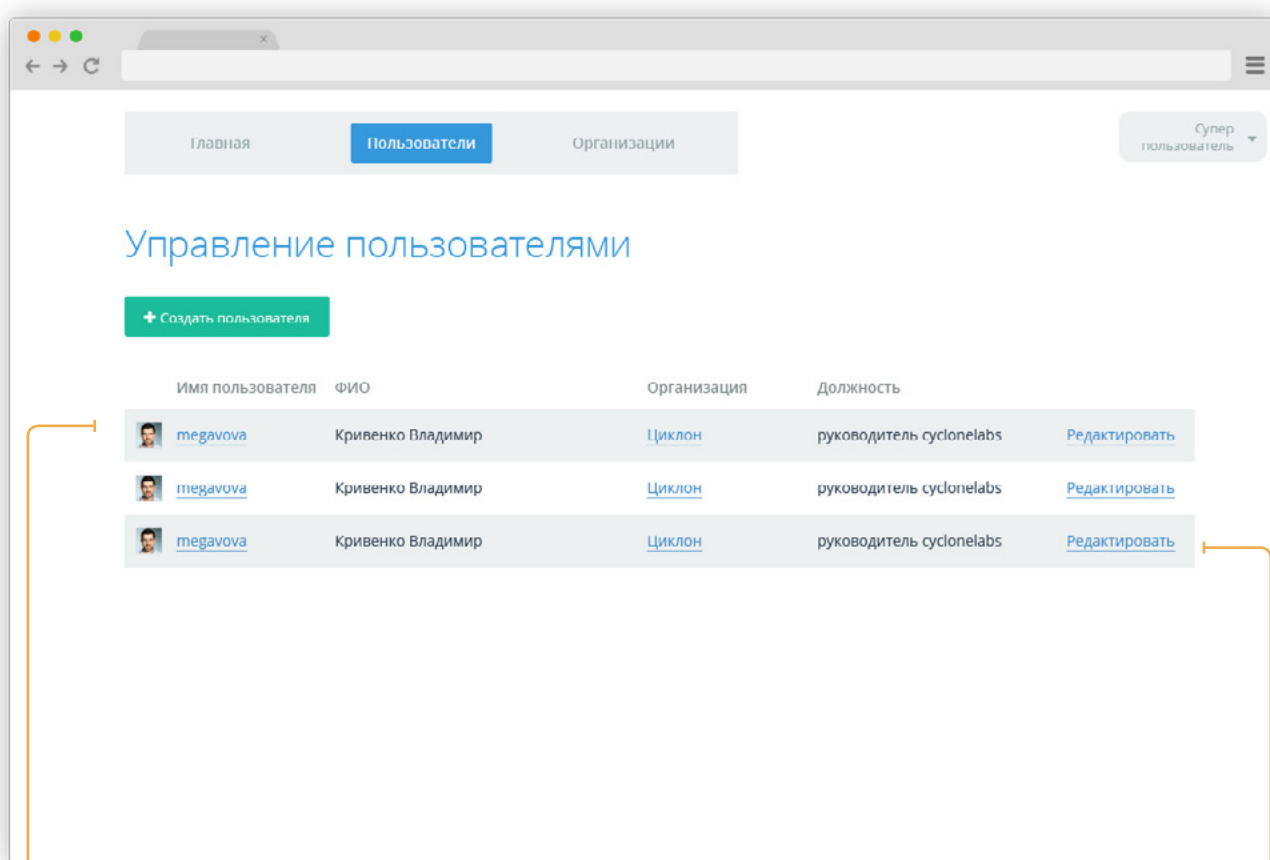 Главная Пользователи Организации
Супер
пользователь
Управление пользователями
Создать пользователя
Имя пользователя ФИО Организация Должность
megavova Кривенко Владимир Циклон руководитель cyclonelabs Редактировать
megavova Кривенко Владимир Циклон руководитель cyclonelabs Редактировать
megavova Кривенко Владимир Циклон руководитель cyclonelabs Редактировать